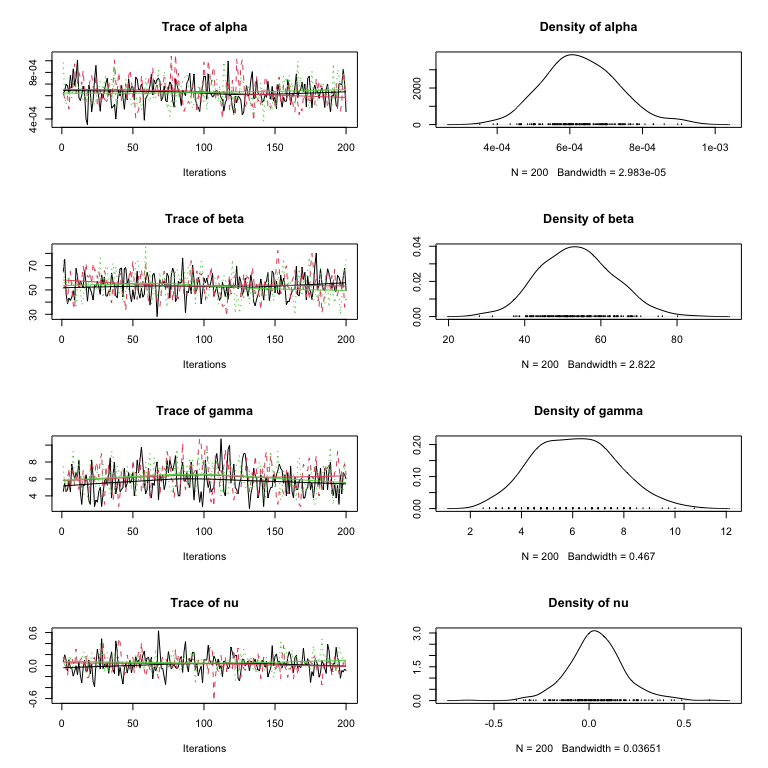 Trace of alpha
4e-04 8e-04
0 50 100 150 200
Iterations
Density of alpha
0 2000
4e-04 6e-04 8e-04 1e-03
N = 200 Bandwidth = 2.983e-05
Trace of beta
30 50 70
0 50 100 150 200
Iterations
Density of beta
0.00 0.02 0.04
20 40 60 80
N = 200 Bandwidth = 2.822
Trace of gamma
4 6 8
0 50 100 150 200
Iterations
Density of gamma
0.00 0.10 0.20
2 4 6 8 10 12
N = 200 Bandwidth = 0.467
Trace of nu
-0.6 0.0 0.6
0 50 100 150 200
Iterations
Density of nu
0.0 1.5 3.0
-0.5 0.0 0.5
N = 200 Bandwidth = 0.03651